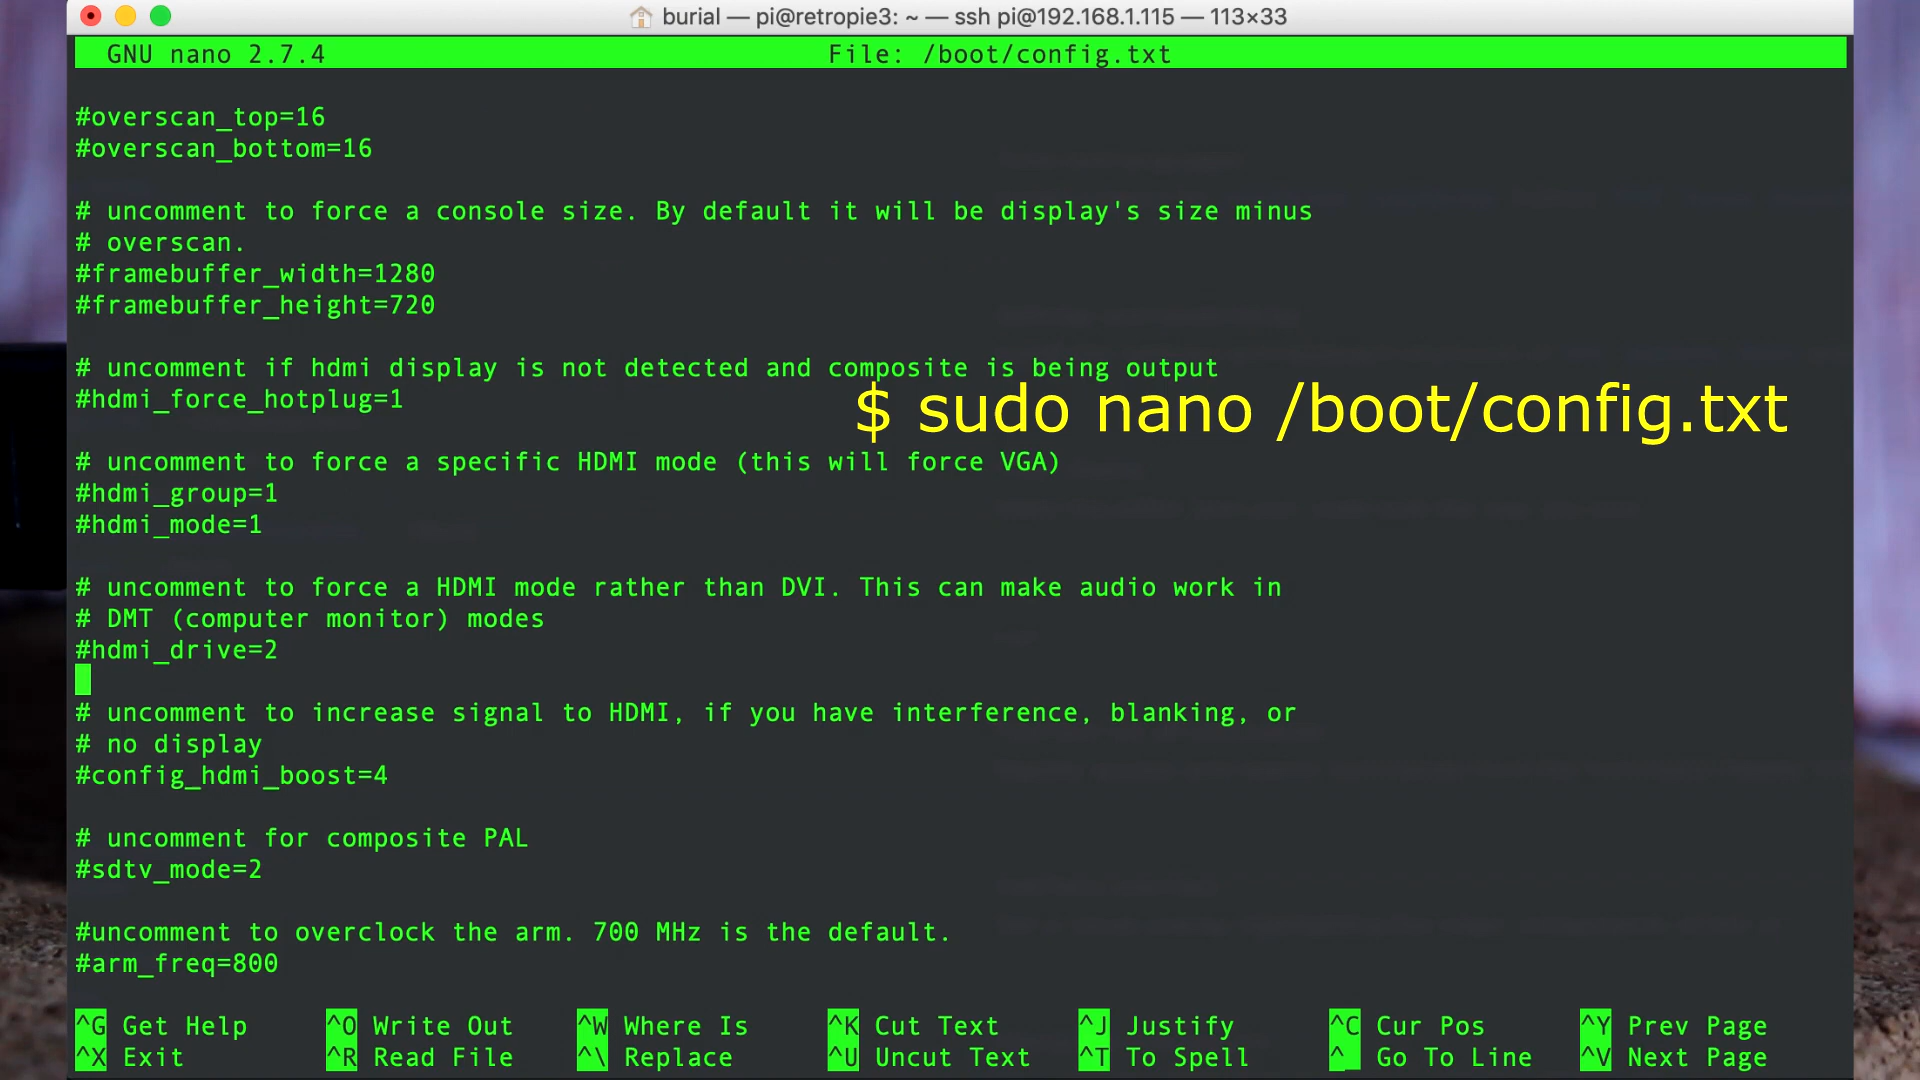 burial — pi@retropie3: ~ — ssh pi@192.168.1.115 — 113×33
GNU nano 2.7.4 File: /boot/config.txt
#overscan_top=16
#overscan_bottom=16
# uncomment to force a console size. By default it will be display's size minus
# overscan.
#framebuffer_width=1280
#framebuffer_height=720
# uncomment if hdmi display is not detected and composite is being output
#hdmi_force_hotplug=1
$ sudo nano /boot/config.txt
# uncomment to force a specific HDMI mode (this will force VGA)
#hdmi_group=1
#hdmi_mode=1
# uncomment to force a HDMI mode rather than DVI. This can make audio work in
# DMT (computer monitor) modes
#hdmi_drive=2
# uncomment to increase signal to HDMI, if you have interference, blanking, or
# no display
#config_hdmi_boost=4
# uncomment for composite PAL
#sdtv_mode=2
#uncomment to overclock the arm. 700 MHz is the default.
#arm_freq=800
^G Get Help ^O Write Out ^W Where Is ^K Cut Text ^J Justify ^C Cur Pos ^Y Prev Page
^X Exit ^R Read File ^\ Replace ^U Uncut Text ^T To Spell ^_ Go To Line ^V Next Page